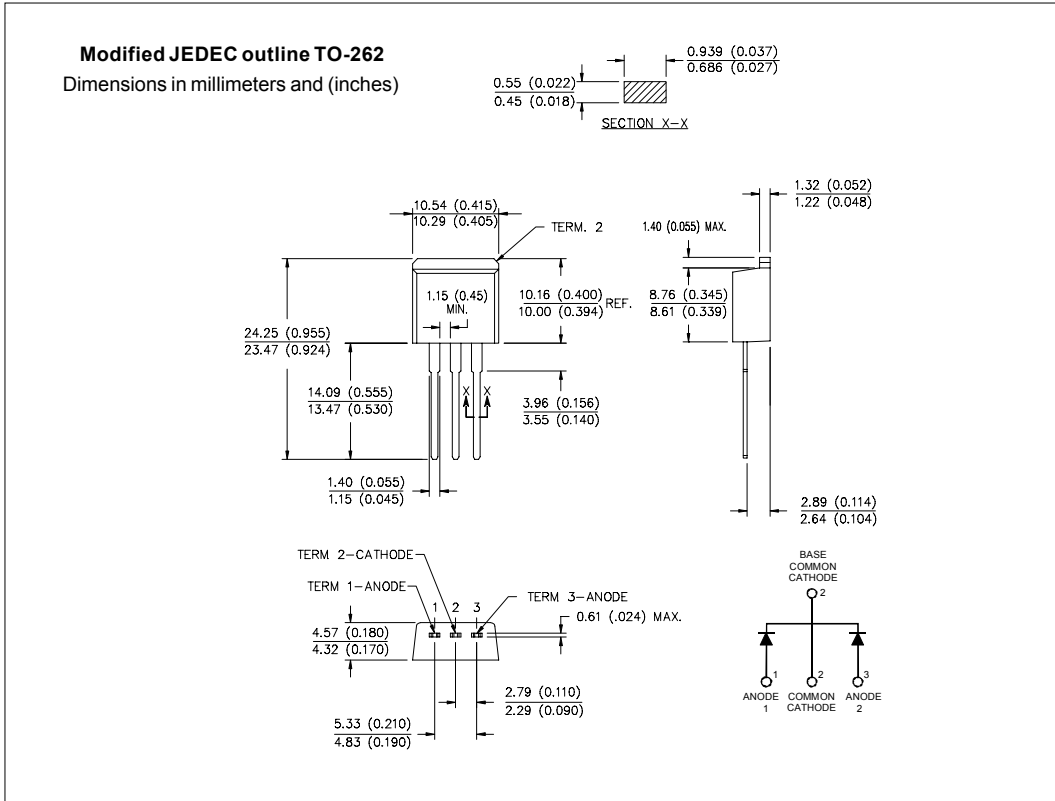 Modified JEDEC outline TO-262
Dimensions in millimeters and (inches)
0.939 (0.037)
0.686 (0.027)
0.55 (0.022)
0.45 (0.018)
SECTION X-X
1.32 (0.052)
1.22 (0.048)
10.54 (0.415)
10.29 (0.405)
TERM. 2
1.40 (0.055) MAX.
1.15 (0.45)
MIN.
10.16 (0.400)
10.00 (0.394)
REF.
8.76 (0.345)
8.61 (0.339)
24.25 (0.955)
23.47 (0.924)
14.09 (0.555)
13.47 (0.530)
X X
3.96 (0.156)
3.55 (0.140)
1.40 (0.055)
1.15 (0.045)
2.89 (0.114)
2.64 (0.104)
TERM 2-CATHODE
TERM 1-ANODE
TERM 3-ANODE
1 2 3
0.61 (.024) MAX.
4.57 (0.180)
4.32 (0.170)
2.79 (0.110)
2.29 (0.090)
5.33 (0.210)
4.83 (0.190)
BASE
COMMON
CATHODE
2
1 2 3
ANODE COMMON ANODE
1 CATHODE 2